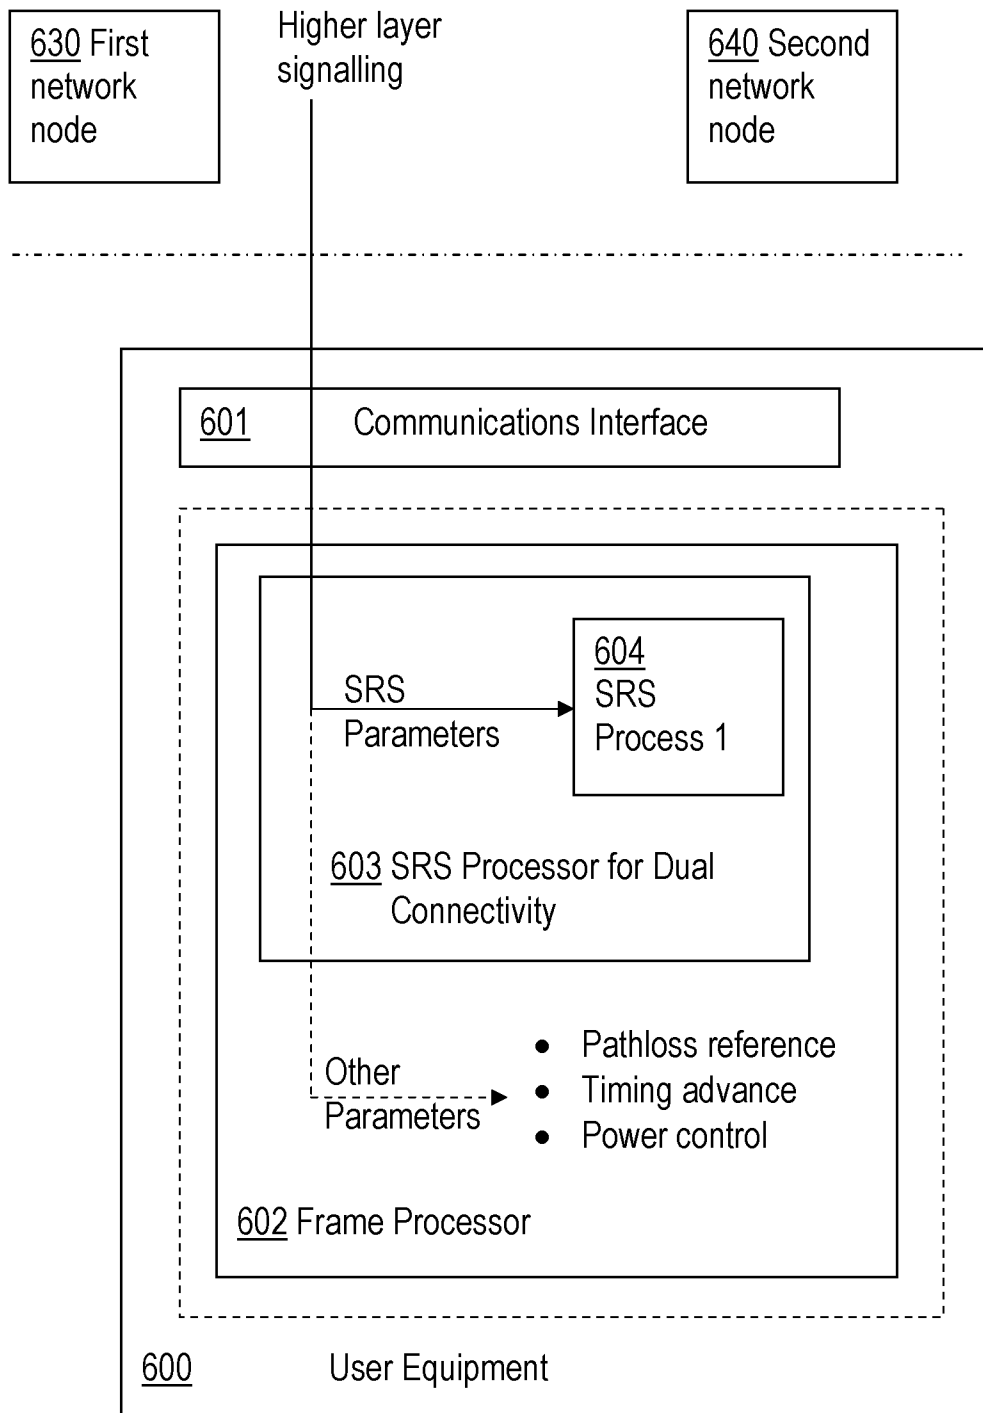 630 First
network
node
Higher layer
signalling
640 Second
network
node
601 Communications Interface
604
SRS
Process 1
SRS
Parameters
603 SRS Processor for Dual
Connectivity
Other
Parameters
● Pathloss reference
● Timing advance
● Power control
602 Frame Processor
600 User Equipment